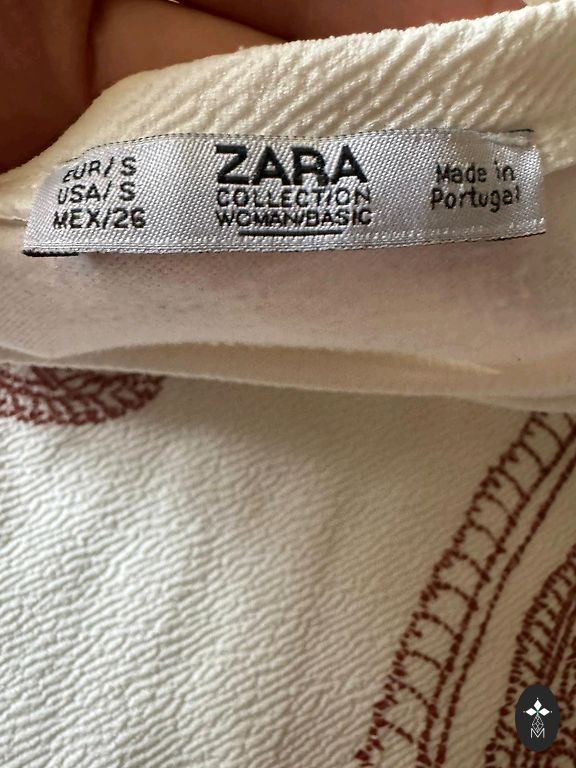 EUR/S
USA/S
MEX/26
ZARA
COLLECTION
WOMAN/BASIC
Made in
Portugal
M